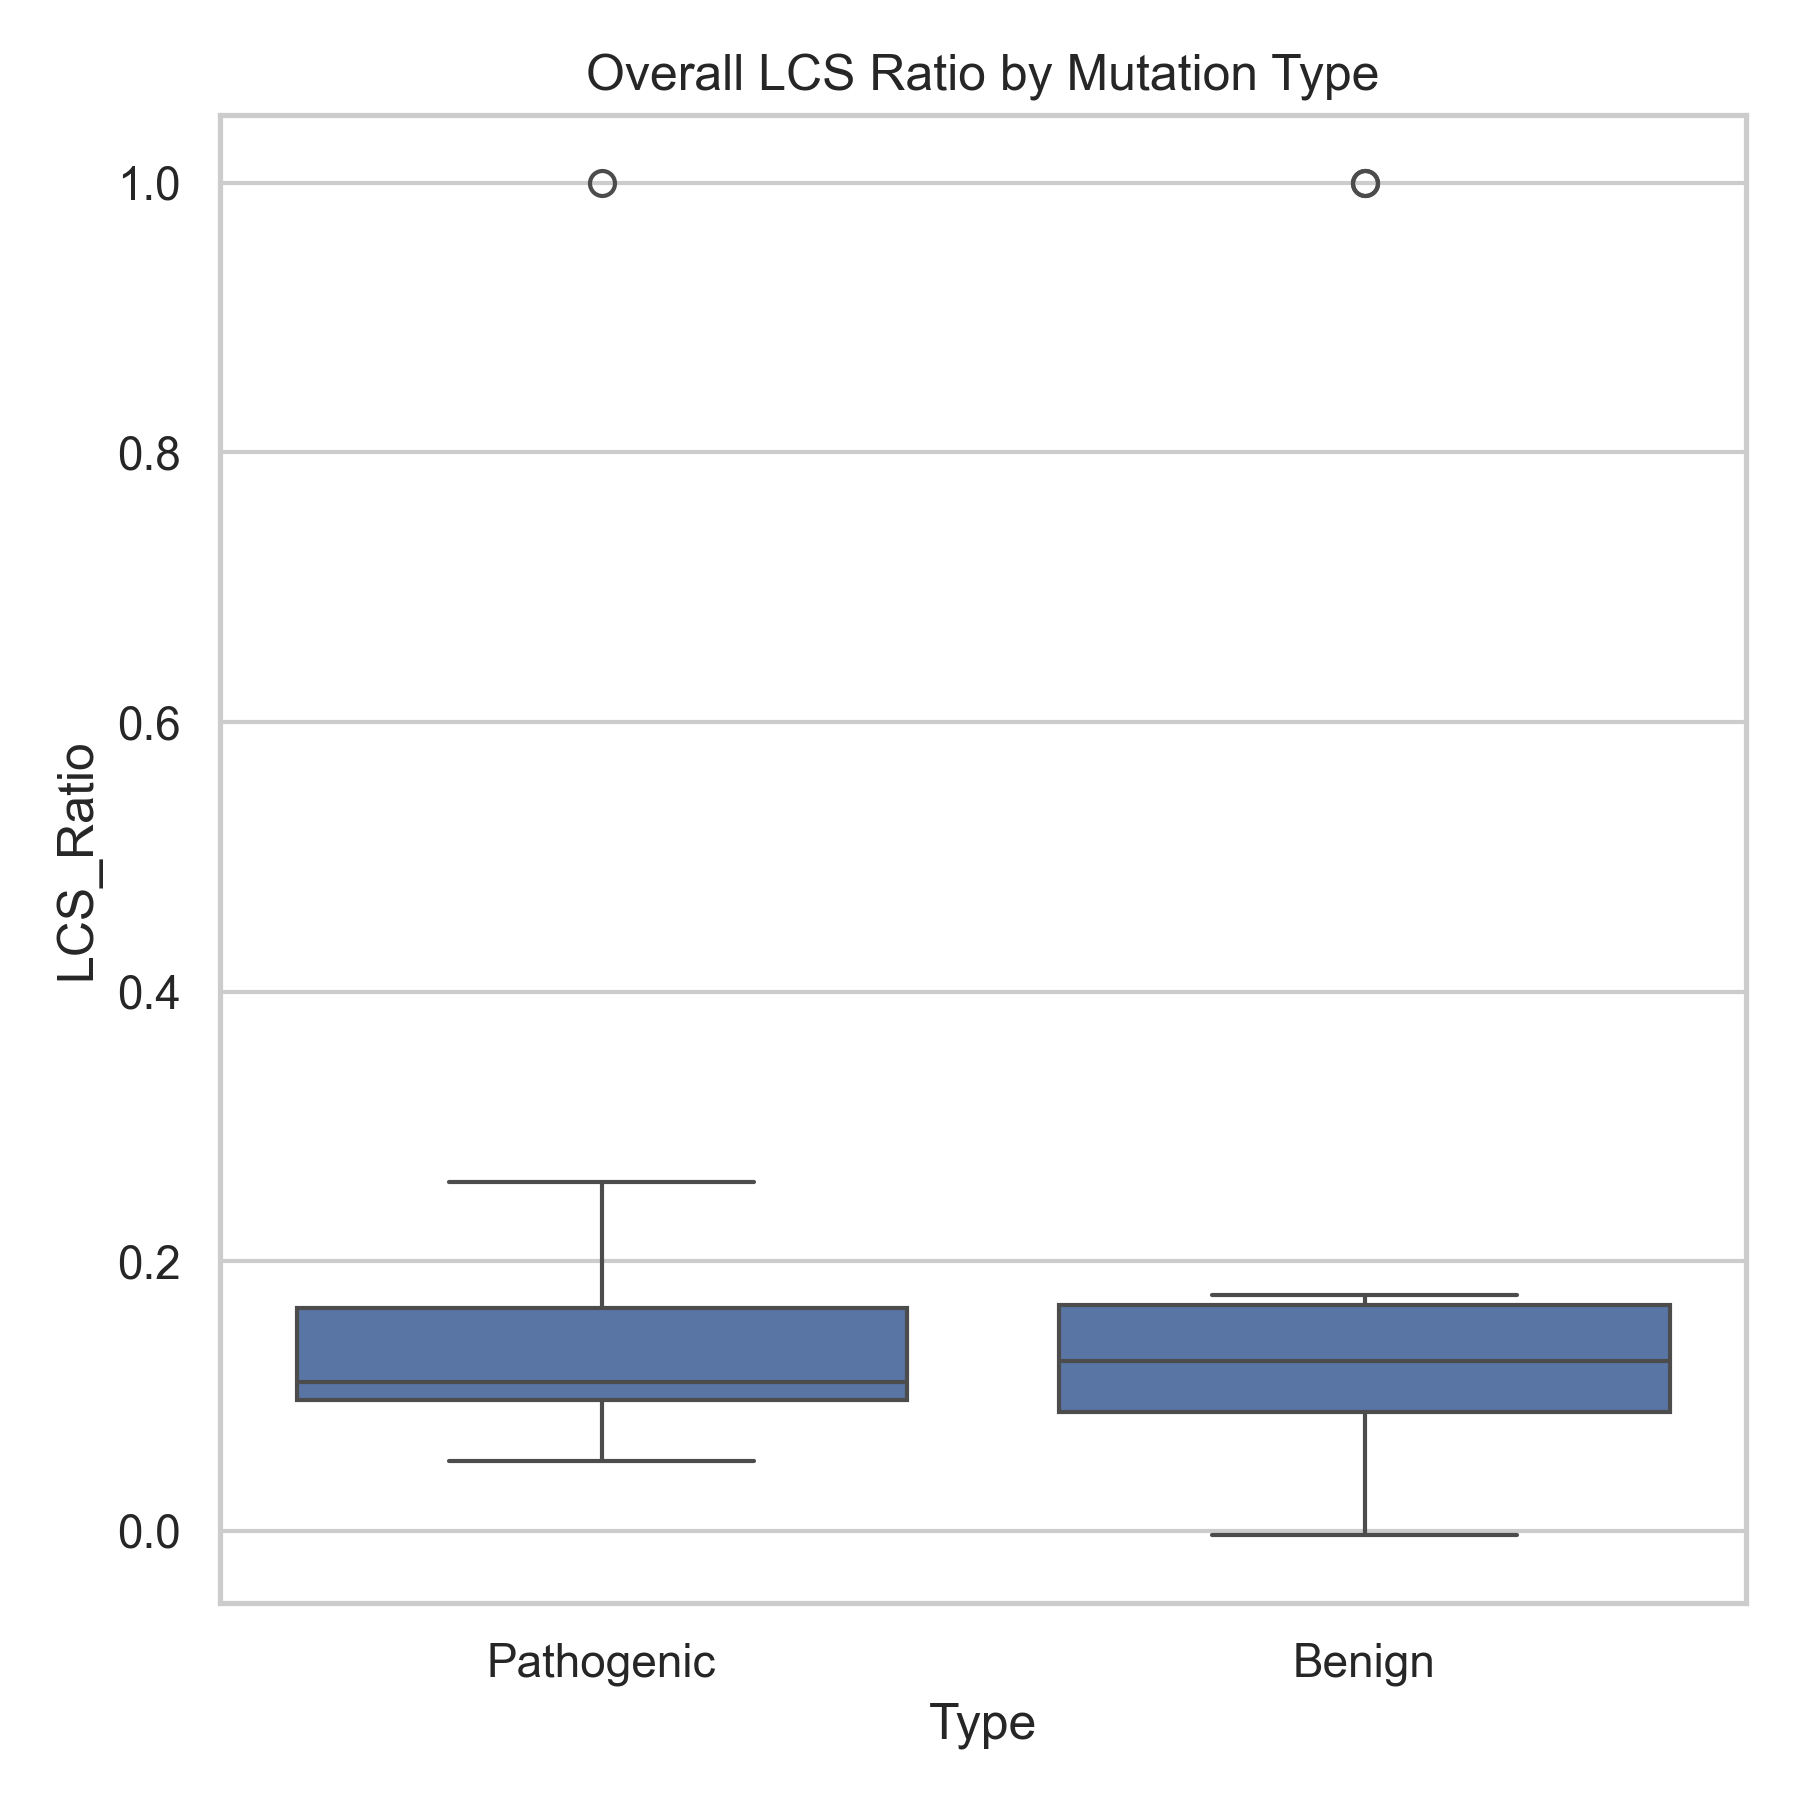 Overall LCS Ratio by Mutation Type
1.0
0.8
0.6
0.4
0.2
0.0
LCS_Ratio
Pathogenic
Benign
Type